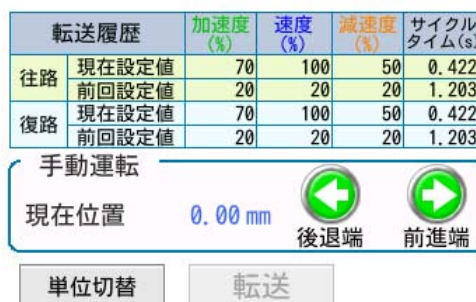 転送履歴 加速度(%) 速度(%) 減速度(%) サイクルタイム(s)
往路 現在設定値 70 100 50 0.422
前回設定値 20 20 20 1.203
復路 現在設定値 70 100 50 0.422
前回設定値 20 20 20 1.203
手動運転
現在位置 0.00 mm 後退端 前進端
単位切替 転送